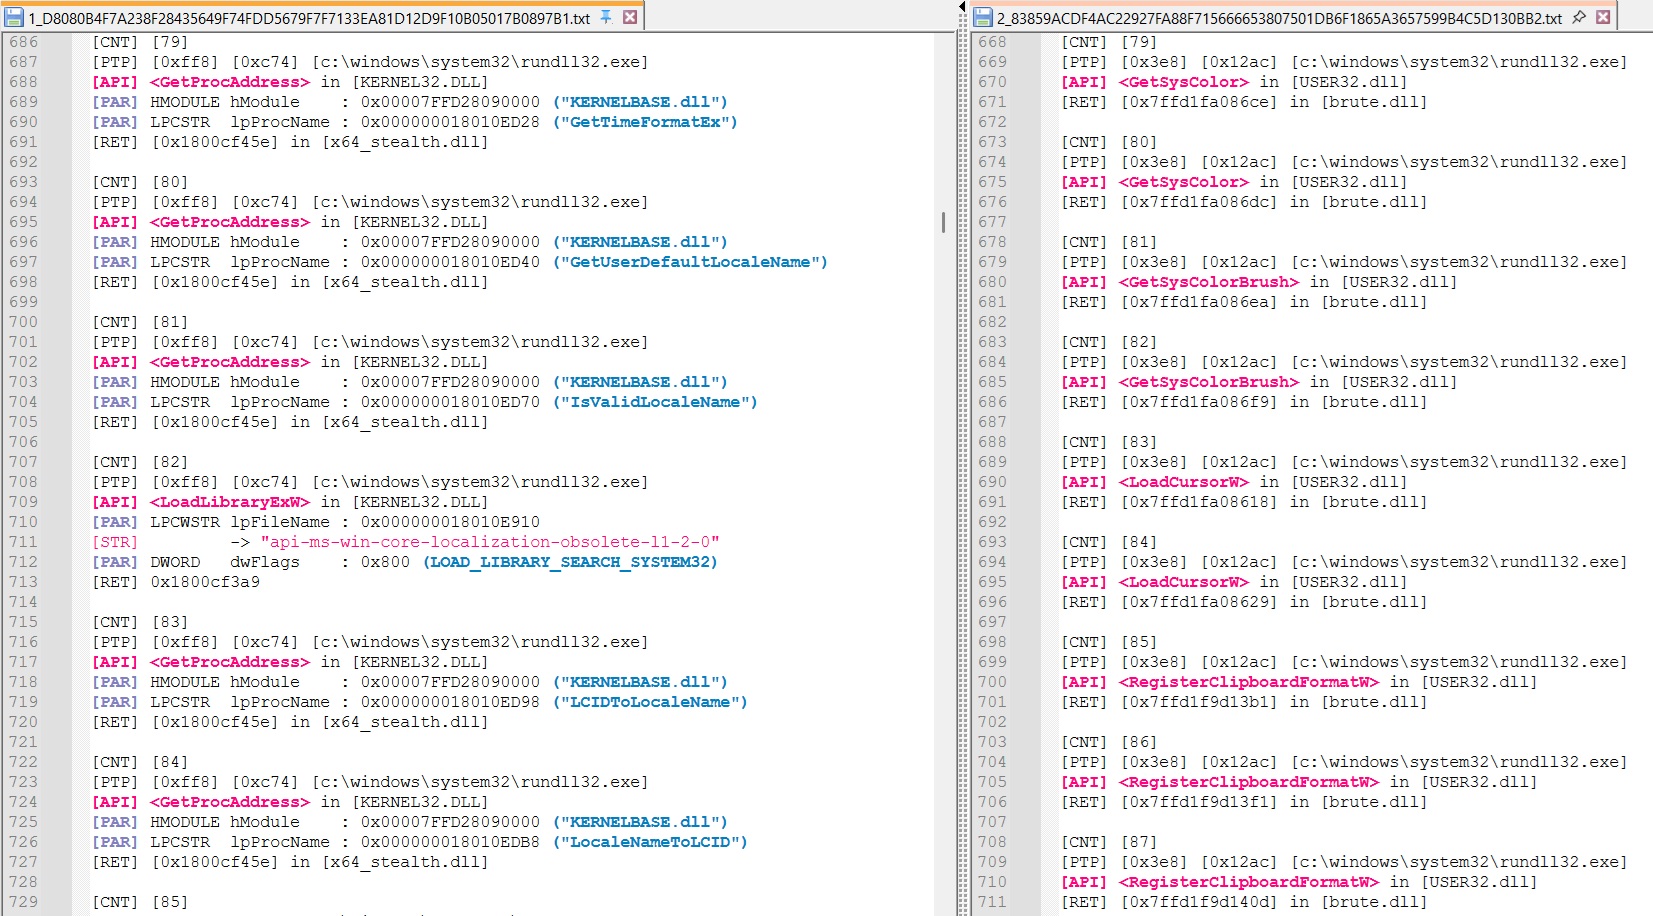 1_D8080B4F7A238F28435649F74FDD5679F7F7133EA81D12D9F10B05017B0897B1.txt
686 [CNT] [79]
687 [PTP] [0xff8] [0xc74] [c:\windows\system32\rundll32.exe]
688 [API] <GetProcAddress> in [KERNEL32.DLL]
689 [PAR] HMODULE hModule    : 0x00007FFD28090000 ("KERNELBASE.dll")
690 [PAR] LPCSTR  lpProcName : 0x000000018010ED28 ("GetTimeFormatEx")
691 [RET] [0x1800cf45e] in [x64_stealth.dll]
692
693 [CNT] [80]
694 [PTP] [0xff8] [0xc74] [c:\windows\system32\rundll32.exe]
695 [API] <GetProcAddress> in [KERNEL32.DLL]
696 [PAR] HMODULE hModule    : 0x00007FFD28090000 ("KERNELBASE.dll")
697 [PAR] LPCSTR  lpProcName : 0x000000018010ED40 ("GetUserDefaultLocaleName")
698 [RET] [0x1800cf45e] in [x64_stealth.dll]
699
700 [CNT] [81]
701 [PTP] [0xff8] [0xc74] [c:\windows\system32\rundll32.exe]
702 [API] <GetProcAddress> in [KERNEL32.DLL]
703 [PAR] HMODULE hModule    : 0x00007FFD28090000 ("KERNELBASE.dll")
704 [PAR] LPCSTR  lpProcName : 0x000000018010ED70 ("IsValidLocaleName")
705 [RET] [0x1800cf45e] in [x64_stealth.dll]
706
707 [CNT] [82]
708 [PTP] [0xff8] [0xc74] [c:\windows\system32\rundll32.exe]
709 [API] <LoadLibraryExW> in [KERNEL32.DLL]
710 [PAR] LPCWSTR lpFileName : 0x000000018010E910
711 [STR]         -> "api-ms-win-core-localization-obsolete-l1-2-0"
712 [PAR] DWORD   dwFlags    : 0x800 (LOAD_LIBRARY_SEARCH_SYSTEM32)
713 [RET] 0x1800cf3a9
714
715 [CNT] [83]
716 [PTP] [0xff8] [0xc74] [c:\windows\system32\rundll32.exe]
717 [API] <GetProcAddress> in [KERNEL32.DLL]
718 [PAR] HMODULE hModule    : 0x00007FFD28090000 ("KERNELBASE.dll")
719 [PAR] LPCSTR  lpProcName : 0x000000018010ED98 ("LCIDToLocaleName")
720 [RET] [0x1800cf45e] in [x64_stealth.dll]
721
722 [CNT] [84]
723 [PTP] [0xff8] [0xc74] [c:\windows\system32\rundll32.exe]
724 [API] <GetProcAddress> in [KERNEL32.DLL]
725 [PAR] HMODULE hModule    : 0x00007FFD28090000 ("KERNELBASE.dll")
726 [PAR] LPCSTR  lpProcName : 0x000000018010EDB8 ("LocaleNameToLCID")
727 [RET] [0x1800cf45e] in [x64_stealth.dll]
728
729 [CNT] [85]
2_83859ACDF4AC22927FA88F715666653807501DB6F1865A3657599B4C5D130BB2.txt
668 [CNT] [79]
669 [PTP] [0x3e8] [0x12ac] [c:\windows\system32\rundll32.exe]
670 [API] <GetSysColor> in [USER32.dll]
671 [RET] [0x7ffd1fa086ce] in [brute.dll]
672
673 [CNT] [80]
674 [PTP] [0x3e8] [0x12ac] [c:\windows\system32\rundll32.exe]
675 [API] <GetSysColor> in [USER32.dll]
676 [RET] [0x7ffd1fa086dc] in [brute.dll]
677
678 [CNT] [81]
679 [PTP] [0x3e8] [0x12ac] [c:\windows\system32\rundll32.exe]
680 [API] <GetSysColorBrush> in [USER32.dll]
681 [RET] [0x7ffd1fa086ea] in [brute.dll]
682
683 [CNT] [82]
684 [PTP] [0x3e8] [0x12ac] [c:\windows\system32\rundll32.exe]
685 [API] <GetSysColorBrush> in [USER32.dll]
686 [RET] [0x7ffd1fa086f9] in [brute.dll]
687
688 [CNT] [83]
689 [PTP] [0x3e8] [0x12ac] [c:\windows\system32\rundll32.exe]
690 [API] <LoadCursorW> in [USER32.dll]
691 [RET] [0x7ffd1fa08618] in [brute.dll]
692
693 [CNT] [84]
694 [PTP] [0x3e8] [0x12ac] [c:\windows\system32\rundll32.exe]
695 [API] <LoadCursorW> in [USER32.dll]
696 [RET] [0x7ffd1fa08629] in [brute.dll]
697
698 [CNT] [85]
699 [PTP] [0x3e8] [0x12ac] [c:\windows\system32\rundll32.exe]
700 [API] <RegisterClipboardFormatW> in [USER32.dll]
701 [RET] [0x7ffd1f9d13b1] in [brute.dll]
702
703 [CNT] [86]
704 [PTP] [0x3e8] [0x12ac] [c:\windows\system32\rundll32.exe]
705 [API] <RegisterClipboardFormatW> in [USER32.dll]
706 [RET] [0x7ffd1f9d13f1] in [brute.dll]
707
708 [CNT] [87]
709 [PTP] [0x3e8] [0x12ac] [c:\windows\system32\rundll32.exe]
710 [API] <RegisterClipboardFormatW> in [USER32.dll]
711 [RET] [0x7ffd1f9d140d] in [brute.dll]